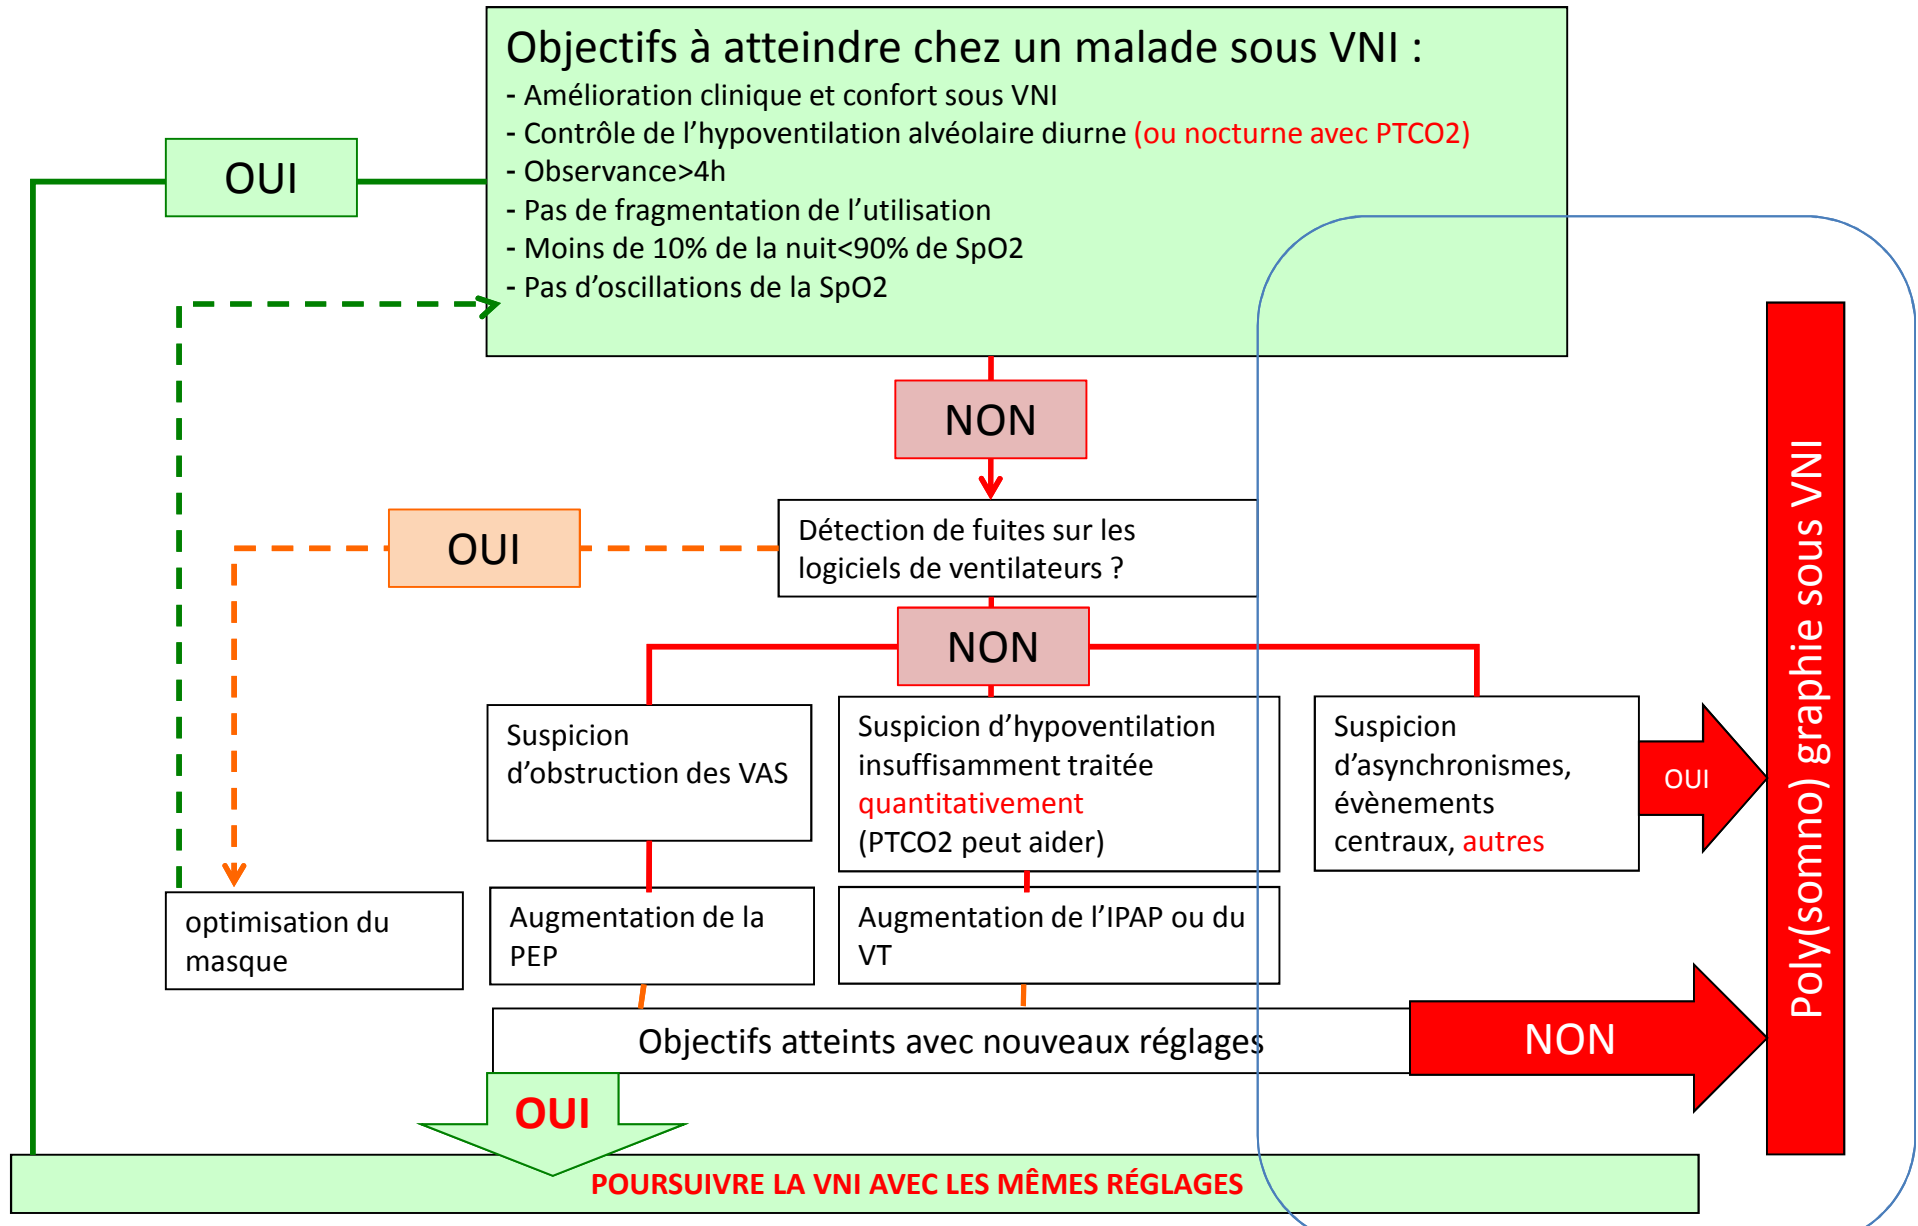 Objectifs à atteindre chez un malade sous VNI :
- Amélioration clinique et confort sous VNI
- Contrôle de l’hypoventilation alvéolaire diurne (ou nocturne avec PTCO2)
- Observance>4h
- Pas de fragmentation de l’utilisation
- Moins de 10% de la nuit<90% de SpO2
- Pas d’oscillations de la SpO2
OUI
NON
Détection de fuites sur les
logiciels de ventilateurs ?
OUI
NON
Suspicion
d’obstruction des VAS
Suspicion d’hypoventilation
insuffisamment traitée
quantitativement
(PTCO2 peut aider)
Suspicion
d’asynchronismes,
évènements
centraux, autres
OUI
Poly(somno) graphie sous VNI
optimisation du
masque
Augmentation de la
PEP
Augmentation de l’IPAP ou du
VT
Objectifs atteints avec nouveaux réglages
NON
OUI
POURSUIVRE LA VNI AVEC LES MÊMES RÉGLAGES